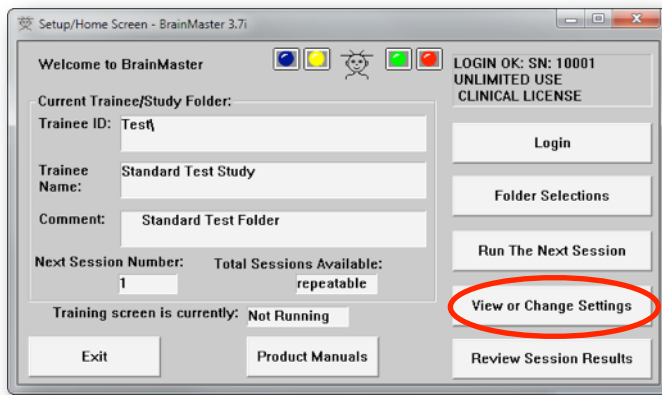 Setup/Home Screen - BrainMaster 3.7i
Welcome to BrainMaster
LOGIN OK: SN: 10001
UNLIMITED USE
CLINICAL LICENSE
Current Trainee/Study Folder:
Trainee ID: Test\
Trainee Name: Standard Test Study
Comment: Standard Test Folder
Next Session Number: 1
Total Sessions Available: repeatable
Training screen is currently: Not Running
Exit
Product Manuals
Login
Folder Selections
Run The Next Session
View or Change Settings
Review Session Results